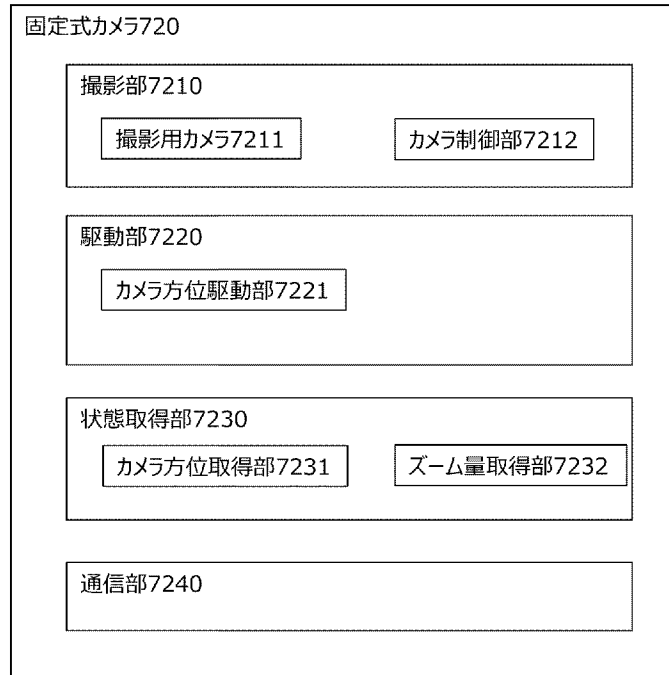 固定式カメラ720
撮影部7210
撮影用カメラ7211 カメラ制御部7212
駆動部7220
カメラ方位駆動部7221
状態取得部7230
カメラ方位取得部7231 ズーム量取得部7232
通信部7240